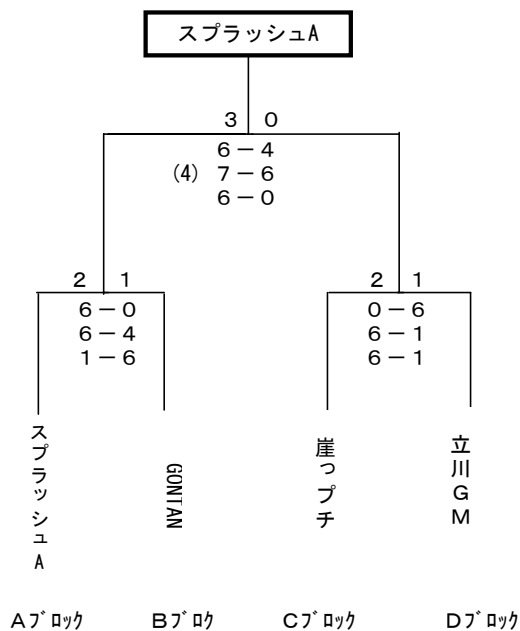 スプラッシュA
3 0
6－4
(4) 7－6
6－0
2 1
6－0
6－4
1－6
2 1
0－6
6－1
6－1
スプラッシュA
GONTAN
崖っプチ
立川GM
Aﾌﾞﾛｯｸ
Bﾌﾞﾛｸ
Cﾌﾞﾛｯｸ
Dﾌﾞﾛｯｸ